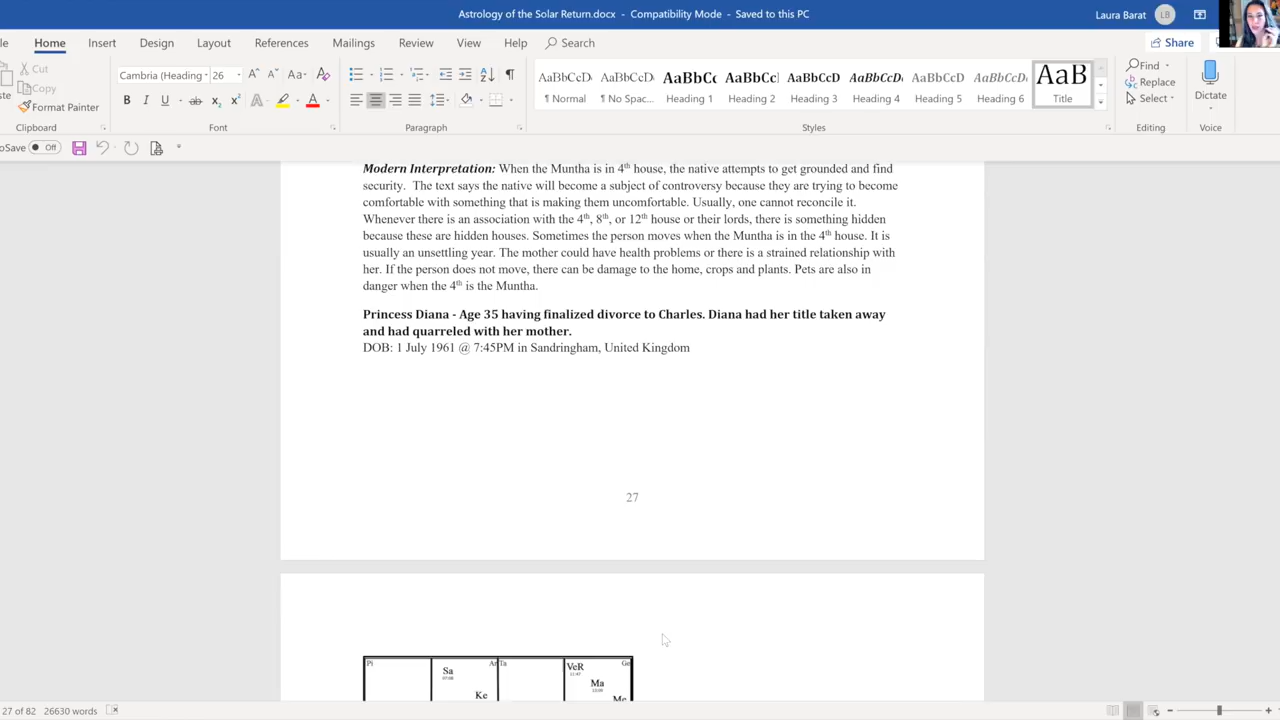 Astrology of the Solar Return.docx - Compatibility Mode - Saved to this PC
Laura Barat LB
Home Insert Design Layout References Mailings Review View Help Search
Share
Cut
Copy
Format Painter
Clipboard
Cambria (Heading 26
Font
Paragraph
AaBbCcDc ¶ Normal
AaBbCcDc ¶ No Spac...
AaBbCc Heading 1
AaBbCcC Heading 2
AaBbCcD Heading 3
AaBbCcD Heading 4
AaBbCcD Heading 5
AaBbCcD Heading 6
AaB Title
Styles
Find
Replace
Select
Editing
Dictate
Voice
Off
Modern Interpretation: When the Muntha is in 4th house, the native attempts to get grounded and find
security. The text says the native will become a subject of controversy because they are trying to become
comfortable with something that is making them uncomfortable. Usually, one cannot reconcile it.
Whenever there is an association with the 4th, 8th, or 12th house or their lords, there is something hidden
because these are hidden houses. Sometimes the person moves when the Muntha is in the 4th house. It is
usually an unsettling year. The mother could have health problems or there is a strained relationship with
her. If the person does not move, there can be damage to the home, crops and plants. Pets are also in
danger when the 4th is the Muntha.
Princess Diana - Age 35 having finalized divorce to Charles. Diana had her title taken away
and had quarreled with her mother.
DOB: 1 July 1961 @ 7:45PM in Sandringham, United Kingdom
27
Pi Ar Ta Ge
Sa
VeR
Ma
Ke
Me
27 of 82 26630 words